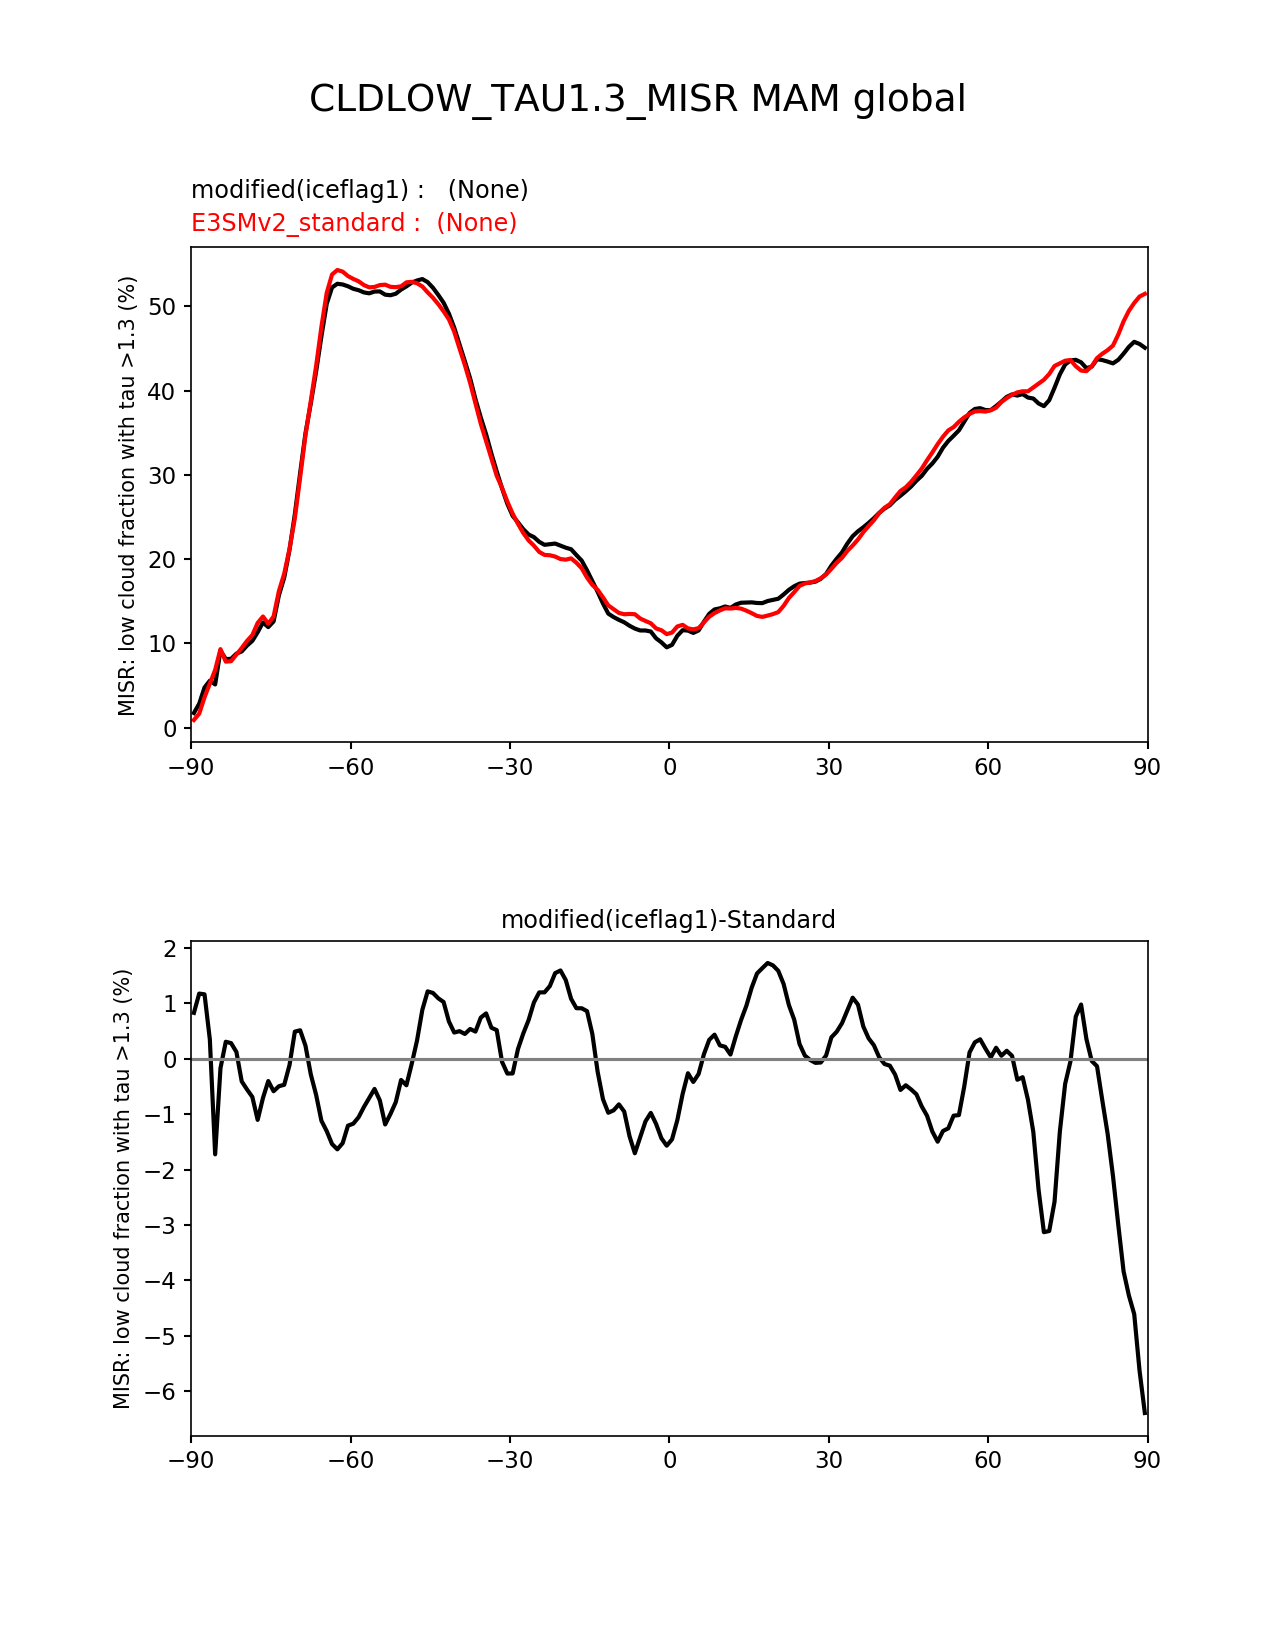 CLDLOW_TAU1.3_MISR MAM global
modified(iceflag1) : (None)
E3SMv2_standard : (None)
MISR: low cloud fraction with tau >1.3 (%)
50
40
30
20
10
0
−90 −60 −30 0 30 60 90
modified(iceflag1)-Standard
MISR: low cloud fraction with tau >1.3 (%)
2
1
0
−1
−2
−3
−4
−5
−6
−90 −60 −30 0 30 60 90